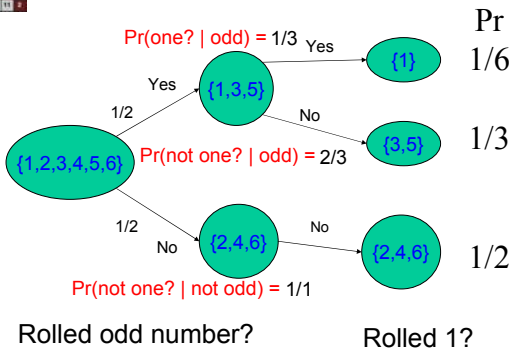 11 2
Pr
Pr(one? | odd) = 1/3
Yes
{1}
1/6
Yes
{1,3,5}
1/2
No
{3,5}
1/3
{1,2,3,4,5,6}
Pr(not one? | odd) = 2/3
1/2
No
{2,4,6}
No
{2,4,6}
1/2
Pr(not one? | not odd) = 1/1
Rolled odd number?
Rolled 1?